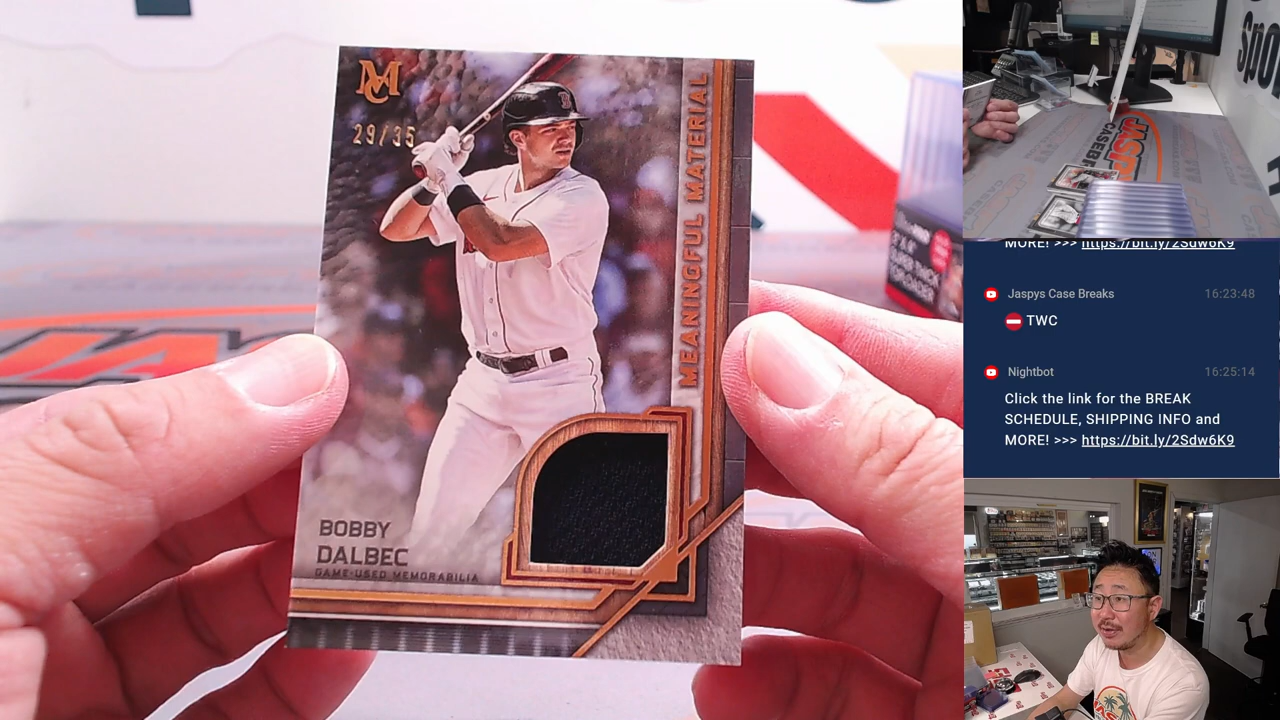 MC
29/35
MEANINGFUL MATERIAL
BOBBY
DALBEC
GAME-USED MEMORABILIA
MORE! >>> https://bit.ly/2Sdw6K9
Jaspys Case Breaks 16:23:48
TWC
Nightbot 16:25:14
Click the link for the BREAK
SCHEDULE, SHIPPING INFO and
MORE! >>> https://bit.ly/2Sdw6K9